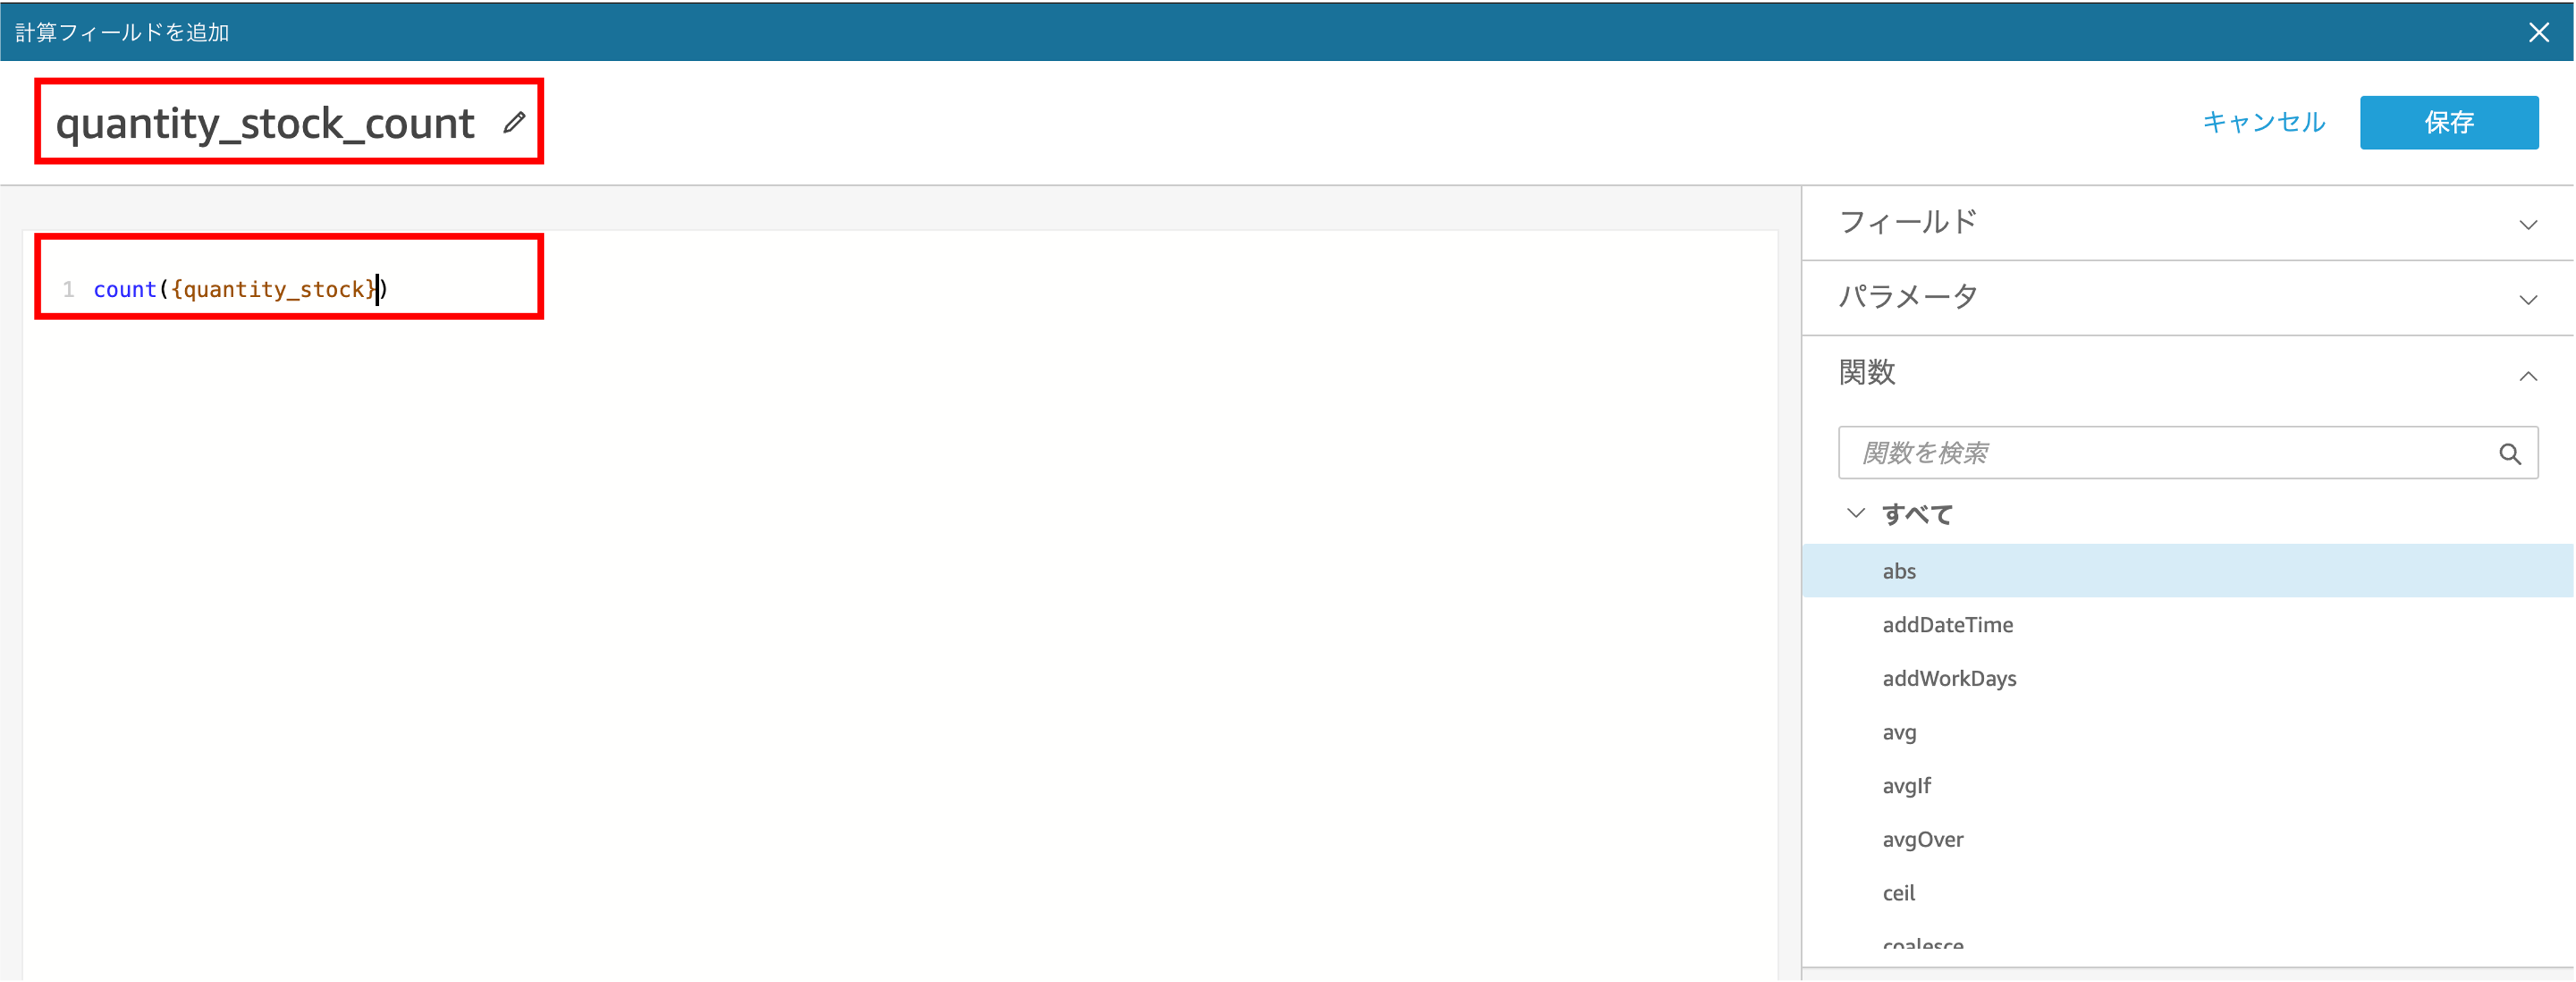 計算フィールドを追加
quantity_stock_count
キャンセル
保存
1 count({quantity_stock})
フィールド
パラメータ
関数
関数を検索
すべて
abs
addDateTime
addWorkDays
avg
avgIf
avgOver
ceil
coalesce